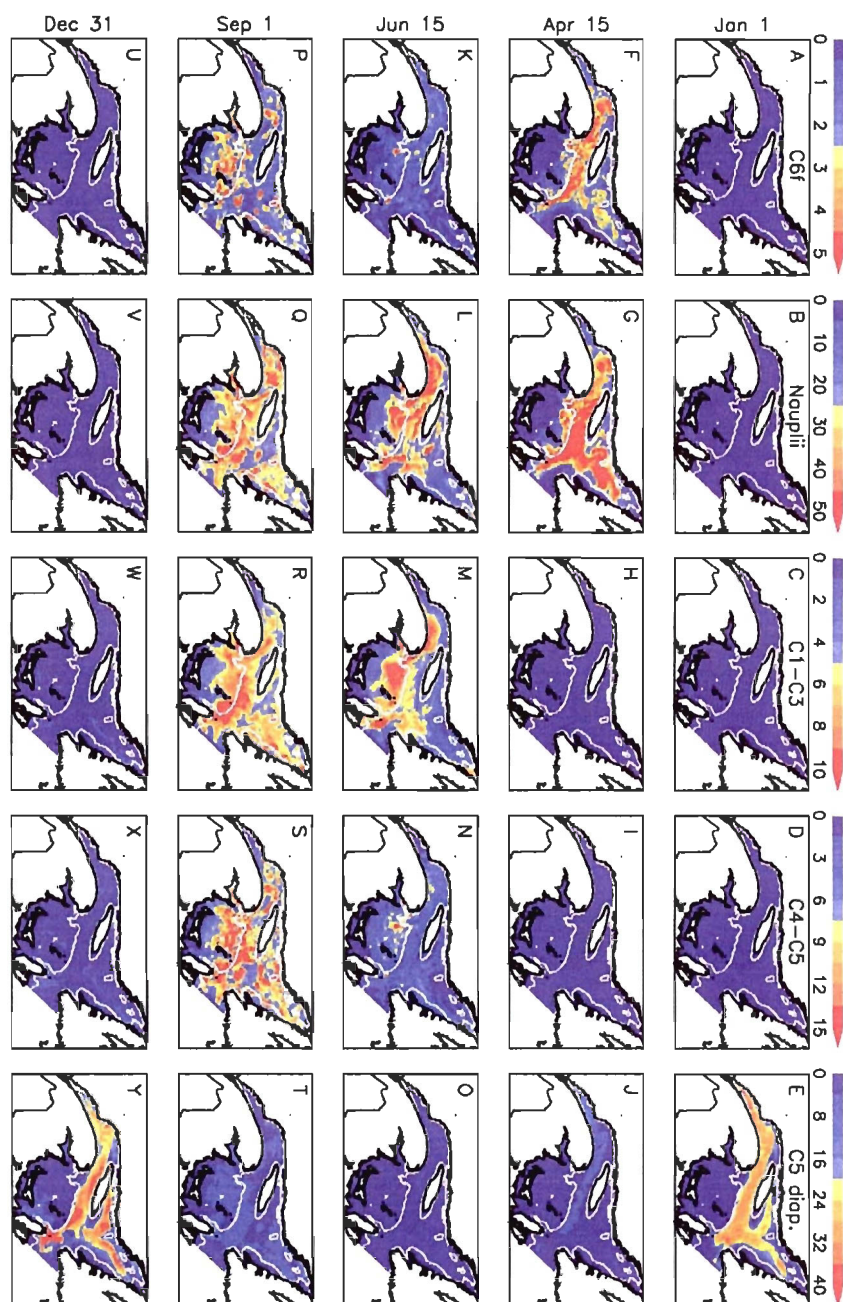 0 1 2 3 4 5
0 10 20 30 40 50
0 2 4 6 8 10
0 3 6 9 12 15
0 8 16 24 32 40
Jan 1
A C6f
B Nauplii
C C1-C3
D C4-C5
E C5 diap.
Apr 15
F
G
H
I
J
Jun 15
K
L
M
N
O
Sep 1
P
Q
R
S
T
Dec 31
U
V
W
X
Y